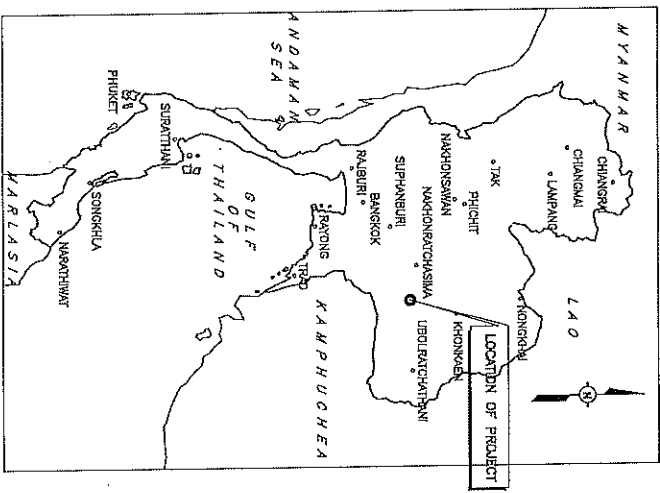 MYANMAR
CHIANGRAI
CHIANGMAI
LAMPANG
LAO
NONGKHAI
TAK
PHICHIT
KHONKAEN
LOCATION OF PROJECT
NAKHONSAWAN
NAKHONRATCHASIMA
UBOLRATCHATHANI
SUPHANBURI
BANGKOK
RAJBURI
ANDAMAN
SEA
RAYONG
TRAD
KAMPHUCHEA
GULF
OF
THAILAND
SURATTHANI
PHUKET
SONGKHLA
NARATHIWAT
MARLASIA
N